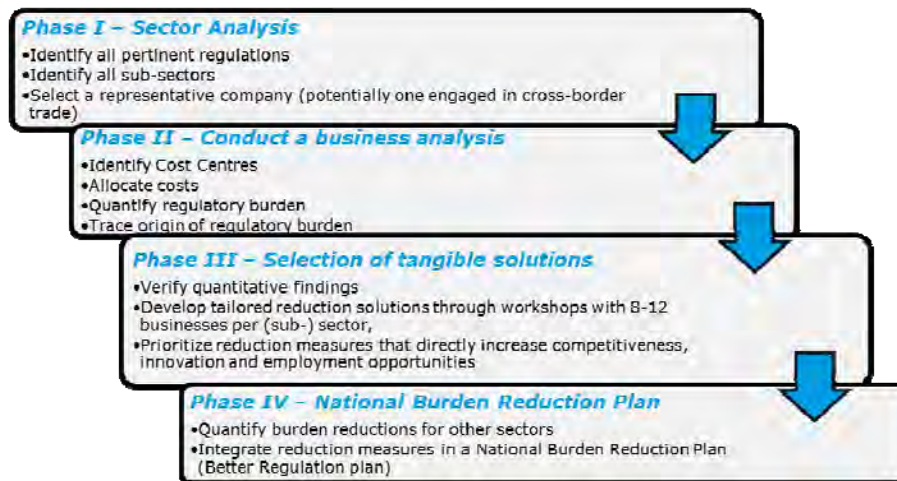 Phase I – Sector Analysis
•Identify all pertinent regulations
•Identify all sub-sectors
•Select a representative company (potentially one engaged in cross-border
trade)
Phase II – Conduct a business analysis
•Identify Cost Centres
•Allocate costs
•Quantify regulatory burden
•Trace origin of regulatory burden
Phase III – Selection of tangible solutions
•Verify quantitative findings
•Develop tailored reduction solutions through workshops with 8-12
businesses per (sub-) sector,
•Prioritize reduction measures that directly increase competitiveness,
innovation and employment opportunities
Phase IV – National Burden Reduction Plan
•Quantify burden reductions for other sectors
•Integrate reduction measures in a National Burden Reduction Plan
(Better Regulation plan)